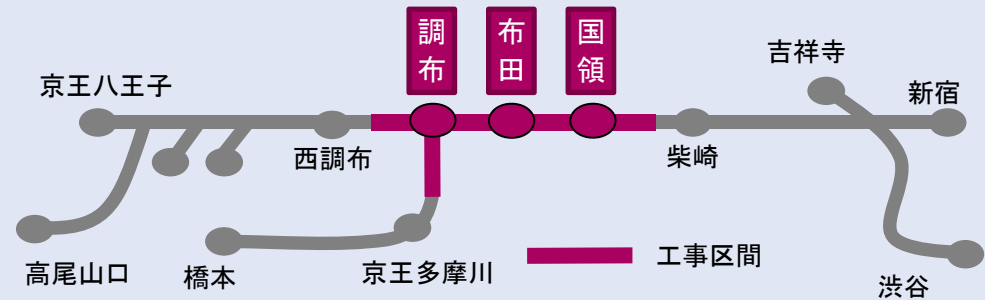 調布
布田
国領
吉祥寺
京王八王子
新宿
西調布
柴崎
高尾山口
橋本
京王多摩川
工事区間
渋谷